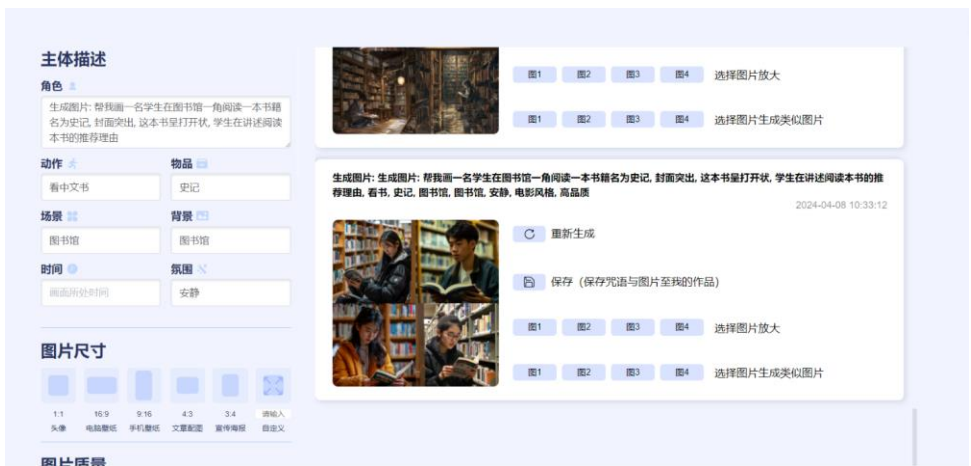 主体描述
角色
生成图片: 帮我画一名学生在图书馆一角阅读一本书籍
名为史记, 封面突出, 这本书呈打开状, 学生在讲述阅读
本书的推荐理由
动作
物品
看中文书
史记
场景
背景
图书馆
图书馆
时间
氛围
画面所处时间
安静
图片尺寸
1:1
16:9
9:16
4:3
3:4
请输入
头像
电脑壁纸
手机壁纸
文章配图
宣传海报
自定义
图片质量
图1
图2
图3
图4
选择图片放大
图1
图2
图3
图4
选择图片生成类似图片
生成图片: 生成图片: 帮我画一名学生在图书馆一角阅读一本书籍名为史记, 封面突出, 这本书呈打开状, 学生在讲述阅读本书的推
荐理由, 看书, 史记, 图书馆, 图书馆, 安静, 电影风格, 高品质
2024-04-08 10:33:12
重新生成
保存（保存咒语与图片至我的作品）
图1
图2
图3
图4
选择图片放大
图1
图2
图3
图4
选择图片生成类似图片